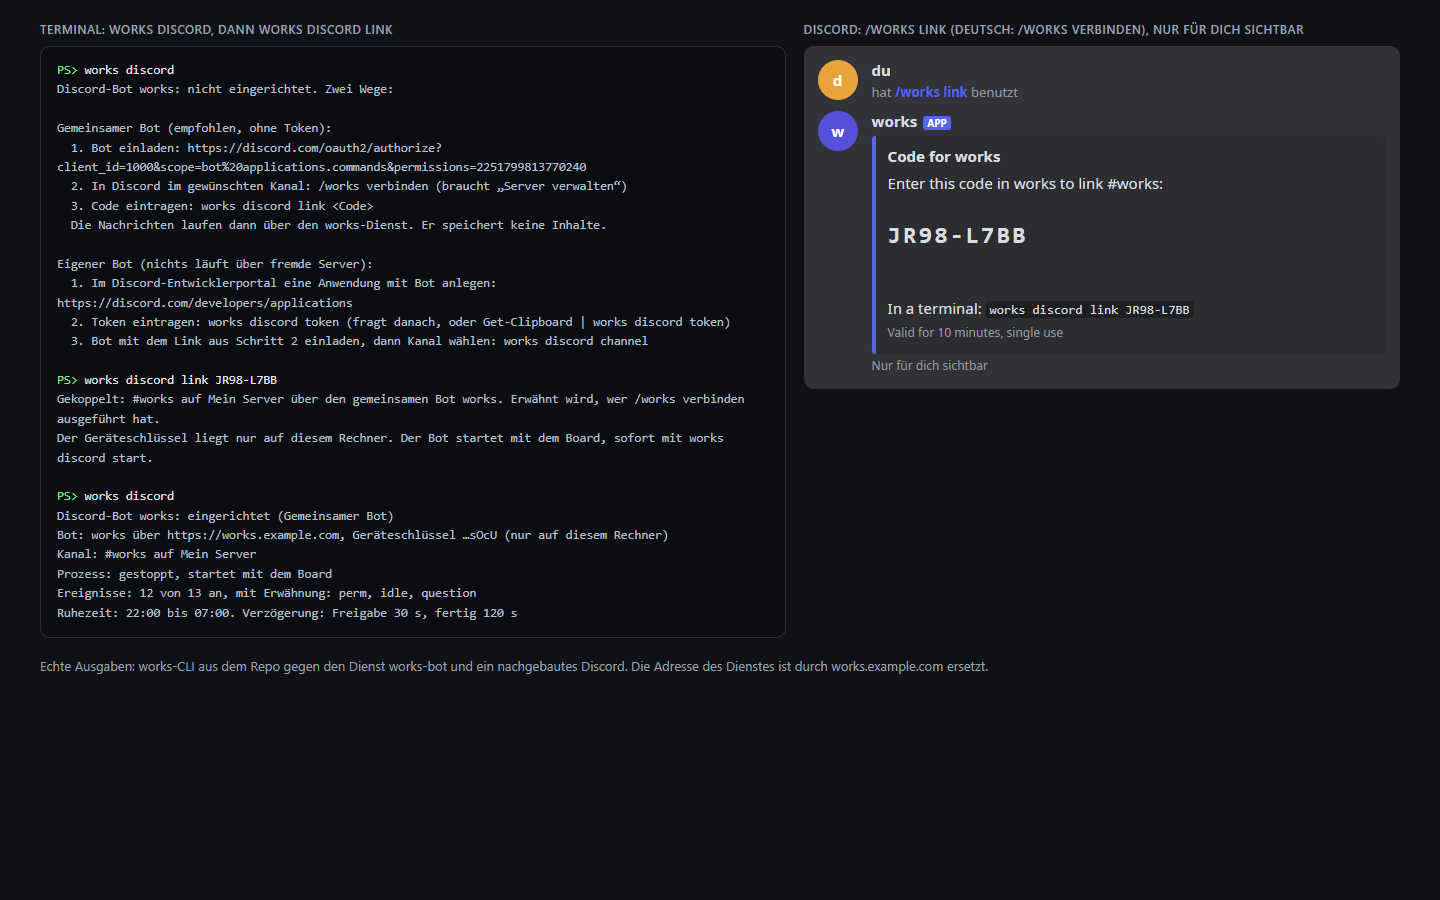 TERMINAL: WORKS DISCORD, DANN WORKS DISCORD LINK
PS> works discord
Discord-Bot works: nicht eingerichtet. Zwei Wege:
Gemeinsamer Bot (empfohlen, ohne Token):
1. Bot einladen: https://discord.com/oauth2/authorize?
client_id=1000&scope=bot%20applications.commands&permissions=2251799813770240
2. In Discord im gewünschten Kanal: /works verbinden (braucht „Server verwalten“)
3. Code eintragen: works discord link <Code>
Die Nachrichten laufen dann über den works-Dienst. Er speichert keine Inhalte.
Eigener Bot (nichts läuft über fremde Server):
1. Im Discord-Entwicklerportal eine Anwendung mit Bot anlegen:
https://discord.com/developers/applications
2. Token eintragen: works discord token (fragt danach, oder Get-Clipboard | works discord token)
3. Bot mit dem Link aus Schritt 2 einladen, dann Kanal wählen: works discord channel
PS> works discord link JR98-L7BB
Gekoppelt: #works auf Mein Server über den gemeinsamen Bot works. Erwähnt wird, wer /works verbinden
ausgeführt hat.
Der Geräteschlüssel liegt nur auf diesem Rechner. Der Bot startet mit dem Board, sofort mit works
discord start.
PS> works discord
Discord-Bot works: eingerichtet (Gemeinsamer Bot)
Bot: works über https://works.example.com, Geräteschlüssel …sOcU (nur auf diesem Rechner)
Kanal: #works auf Mein Server
Prozess: gestoppt, startet mit dem Board
Ereignisse: 12 von 13 an, mit Erwähnung: perm, idle, question
Ruhezeit: 22:00 bis 07:00. Verzögerung: Freigabe 30 s, fertig 120 s
DISCORD: /WORKS LINK (DEUTSCH: /WORKS VERBINDEN), NUR FÜR DICH SICHTBAR
d
du
hat /works link benutzt
w
works APP
Code for works
Enter this code in works to link #works:
JR98-L7BB
In a terminal: works discord link JR98-L7BB
Valid for 10 minutes, single use
Nur für dich sichtbar
Echte Ausgaben: works-CLI aus dem Repo gegen den Dienst works-bot und ein nachgebautes Discord. Die Adresse des Dienstes ist durch works.example.com ersetzt.